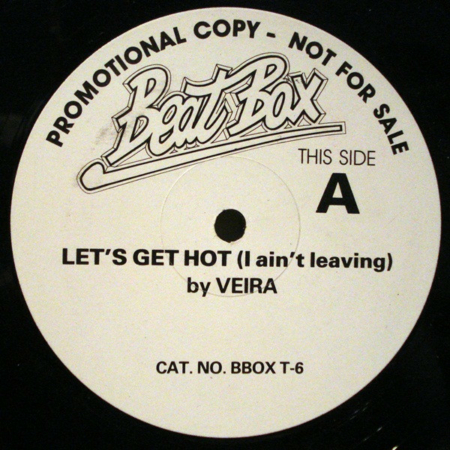 PROMOTIONAL COPY - NOT FOR SALE
Beat Box
THIS SIDE
A
LET'S GET HOT (I ain't leaving)
by VEIRA
CAT. NO. BBOX T-6